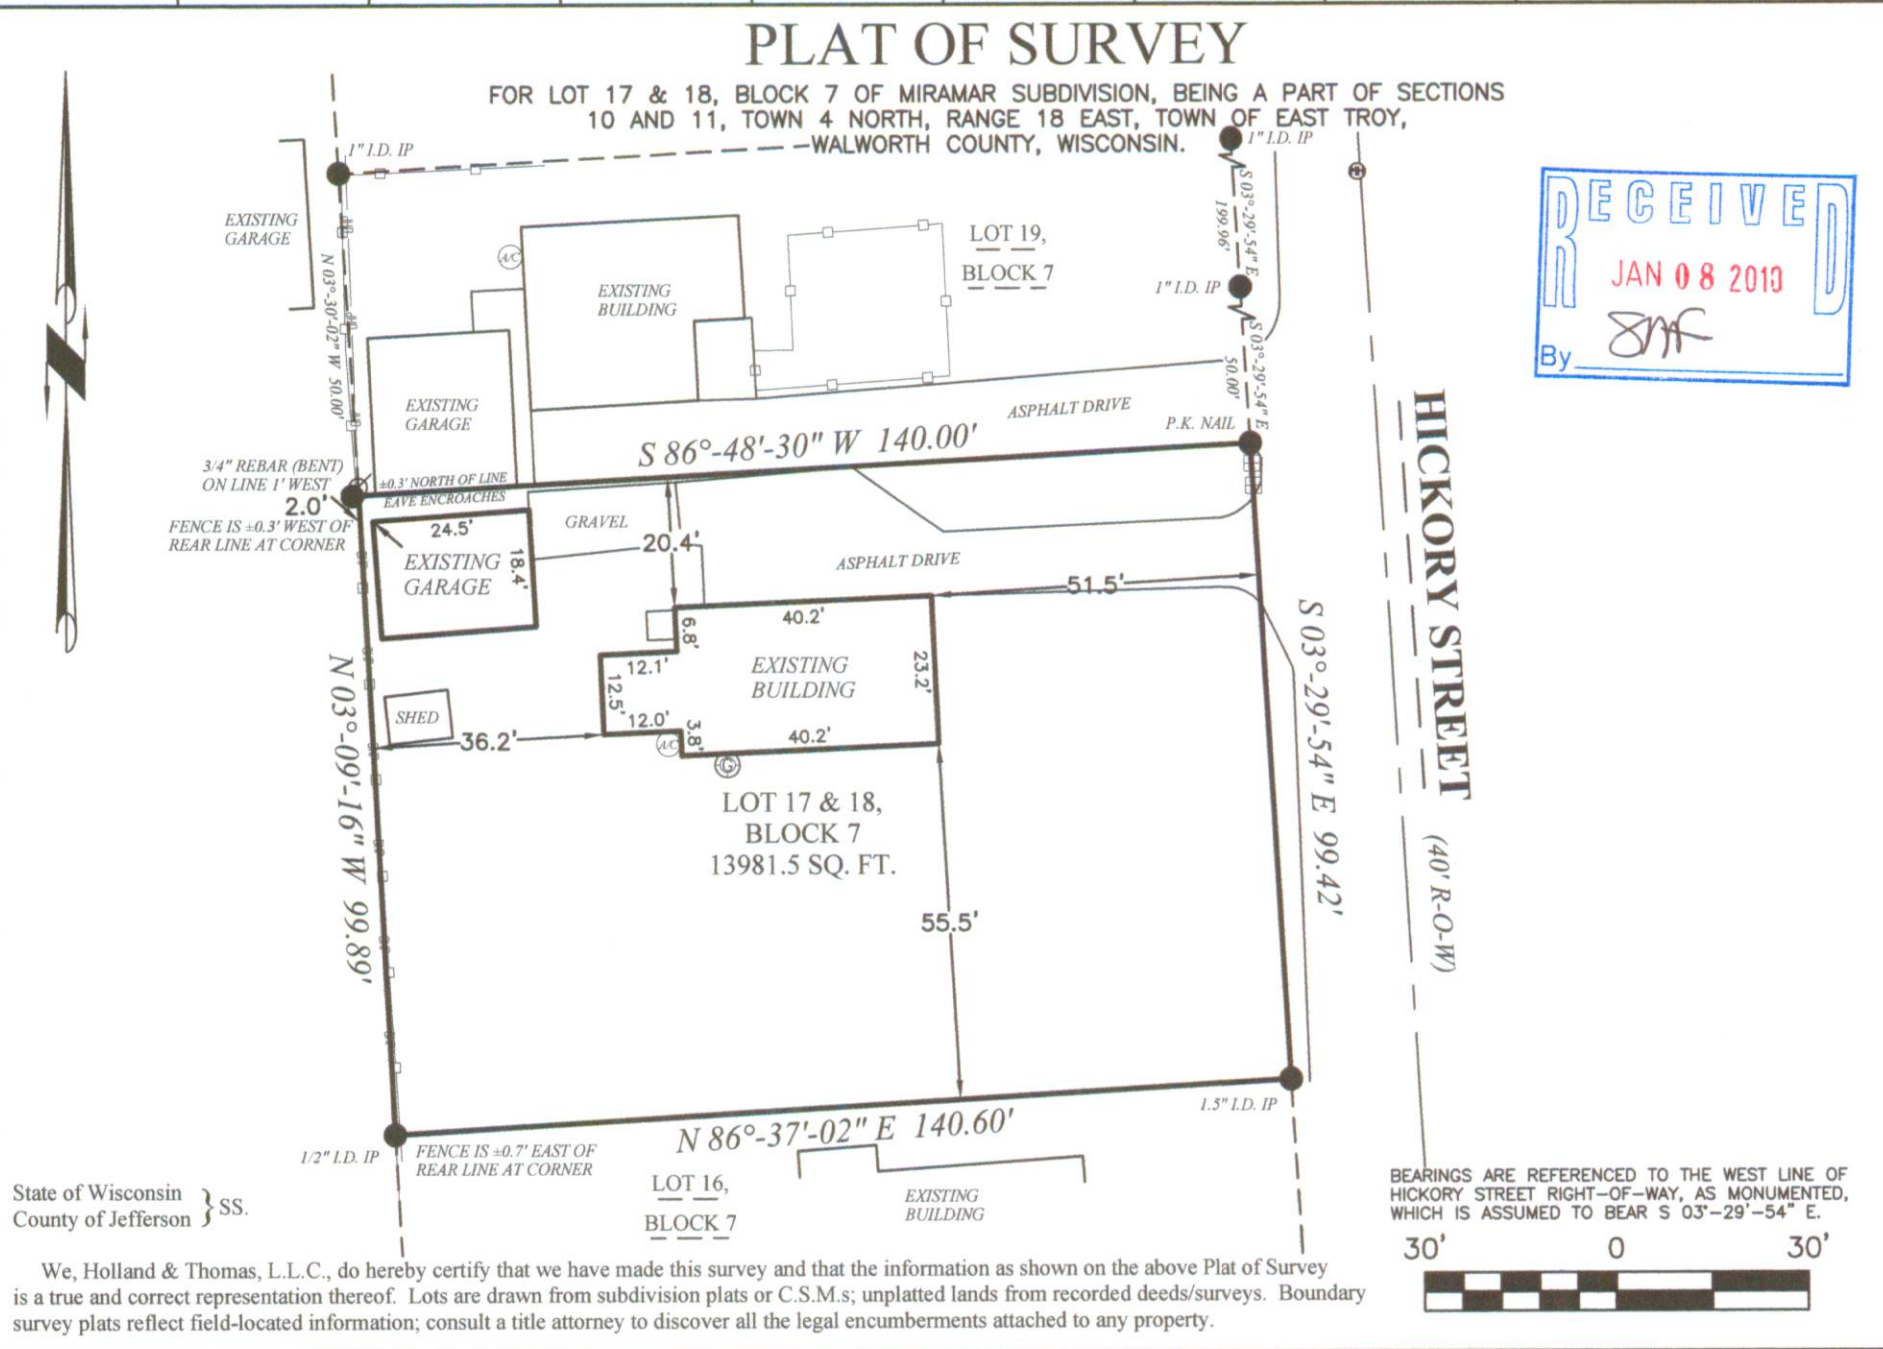 PLAT OF SURVEY
FOR LOT 17 & 18, BLOCK 7 OF MIRAMAR SUBDIVISION, BEING A PART OF SECTIONS
10 AND 11, TOWN 4 NORTH, RANGE 18 EAST, TOWN OF EAST TROY,
WALWORTH COUNTY, WISCONSIN.
1" I.D. IP
1" I.D. IP
RECEIVED
JAN 08 2010
By
EXISTING
GARAGE
N 03°-30'-02" W 50.00'
A/C
EXISTING
BUILDING
LOT 19,
BLOCK 7
S 03°-29'-54" E
199.96'
1" I.D. IP
S 03°-29'-54" E
50.00'
EXISTING
GARAGE
ASPHALT DRIVE
P.K. NAIL
S 86°-48'-30" W 140.00'
HICKORY STREET
(40' R-O-W)
3/4" REBAR (BENT)
ON LINE 1' WEST
2.0'
FENCE IS ±0.3' WEST OF
REAR LINE AT CORNER
±0.3' NORTH OF LINE
EAVE ENCROACHES
24.5'
EXISTING
GARAGE
18.4'
GRAVEL
20.4'
ASPHALT DRIVE
51.5'
40.2'
6.8'
12.1'
EXISTING
BUILDING
23.2'
12.5'
12.0'
3.8'
40.2'
A/C
G
SHED
36.2'
N 03°-09'-16" W 99.89'
S 03°-29'-54" E 99.42'
LOT 17 & 18,
BLOCK 7
13981.5 SQ. FT.
55.5'
1.5" I.D. IP
N 86°-37'-02" E 140.60'
1/2" I.D. IP
FENCE IS ±0.7' EAST OF
REAR LINE AT CORNER
LOT 16,
BLOCK 7
EXISTING
BUILDING
BEARINGS ARE REFERENCED TO THE WEST LINE OF
HICKORY STREET RIGHT-OF-WAY, AS MONUMENTED,
WHICH IS ASSUMED TO BEAR S 03°-29'-54" E.
30' 0 30'
State of Wisconsin
County of Jefferson } SS.
We, Holland & Thomas, L.L.C., do hereby certify that we have made this survey and that the information as shown on the above Plat of Survey
is a true and correct representation thereof. Lots are drawn from subdivision plats or C.S.M.s; unplatted lands from recorded deeds/surveys. Boundary
survey plats reflect field-located information; consult a title attorney to discover all the legal encumberments attached to any property.